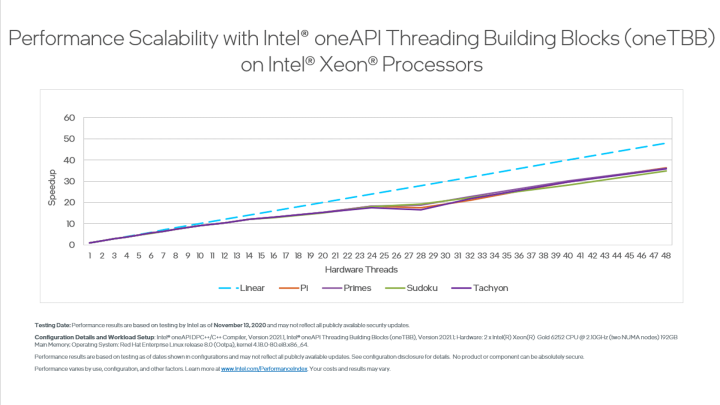 Performance Scalability with Intel® oneAPI Threading Building Blocks (oneTBB)
on Intel® Xeon® Processors
60
50
40
30
20
10
0
Speedup
1 2 3 4 5 6 7 8 9 10 11 12 13 14 15 16 17 18 19 20 21 22 23 24 25 26 27 28 29 30 31 32 33 34 35 36 37 38 39 40 41 42 43 44 45 46 47 48
Hardware Threads
Linear Pi Primes Sudoku Tachyon
Testing Date: Performance results are based on testing by Intel as of November 13, 2020 and may not reflect all publicly available security updates.
Configuration Details and Workload Setup: Intel® oneAPI DPC++/C++ Compiler, Version 2021.1, Intel® oneAPI Threading Building Blocks (oneTBB), Version 2021.1; Hardware: 2 x Intel(R) Xeon(R) Gold 6252 CPU @ 2.10GHz (two NUMA nodes) 192GB
Main Memory; Operating System: Red Hat Enterprise Linux release 8.0 (Ootpa), kernel 4.18.0-80.el8.x86_64.
Performance results are based on testing as of dates shown in configurations and may not reflect all publicly available updates. See configuration disclosure for details. No product or component can be absolutely secure.
Performance varies by use, configuration, and other factors. Learn more at www.Intel.com/PerformanceIndex. Your costs and results may vary.